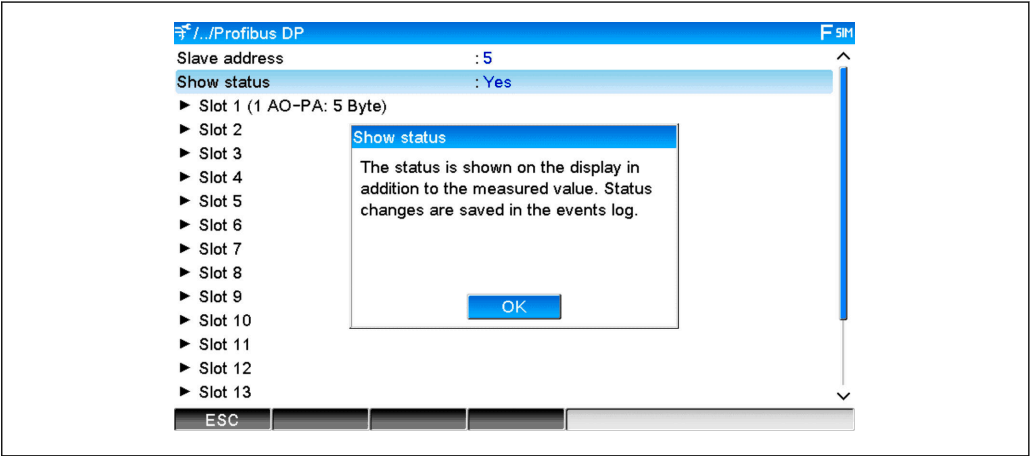 /../Profibus DP F SIM
Slave address : 5
Show status : Yes
► Slot 1 (1 AO-PA: 5 Byte)
► Slot 2
► Slot 3
► Slot 4
► Slot 5
► Slot 6
► Slot 7
► Slot 8
► Slot 9
► Slot 10
► Slot 11
► Slot 12
► Slot 13
Show status
The status is shown on the display in
addition to the measured value. Status
changes are saved in the events log.
OK
ESC